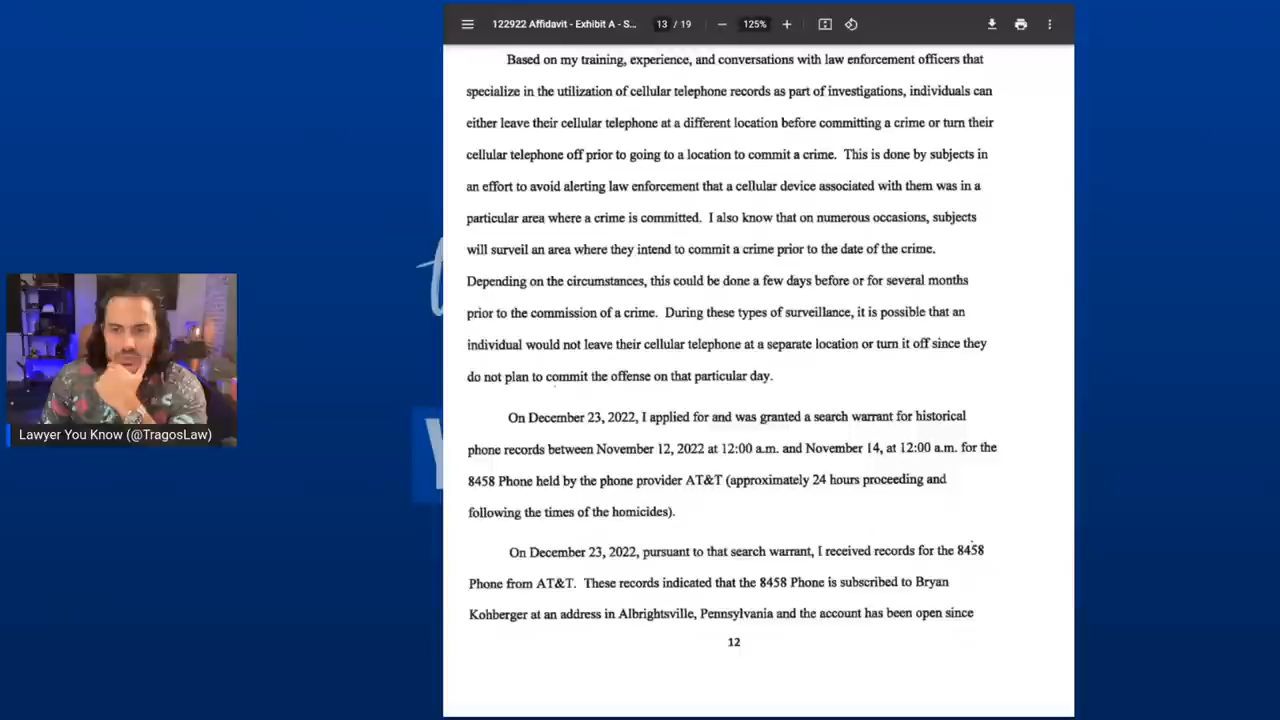 122922 Affidavit - Exhibit A - S... 13 / 19 125%
Based on my training, experience, and conversations with law enforcement officers that
specialize in the utilization of cellular telephone records as part of investigations, individuals can
either leave their cellular telephone at a different location before committing a crime or turn their
cellular telephone off prior to going to a location to commit a crime. This is done by subjects in
an effort to avoid alerting law enforcement that a cellular device associated with them was in a
particular area where a crime is committed. I also know that on numerous occasions, subjects
will surveil an area where they intend to commit a crime prior to the date of the crime.
Depending on the circumstances, this could be done a few days before or for several months
prior to the commission of a crime. During these types of surveillance, it is possible that an
individual would not leave their cellular telephone at a separate location or turn it off since they
do not plan to commit the offense on that particular day.
On December 23, 2022, I applied for and was granted a search warrant for historical
phone records between November 12, 2022 at 12:00 a.m. and November 14, at 12:00 a.m. for the
8458 Phone held by the phone provider AT&T (approximately 24 hours proceeding and
following the times of the homicides).
On December 23, 2022, pursuant to that search warrant, I received records for the 8458
Phone from AT&T. These records indicated that the 8458 Phone is subscribed to Bryan
Kohberger at an address in Albrightsville, Pennsylvania and the account has been open since
12
Lawyer You Know (@TragosLaw)